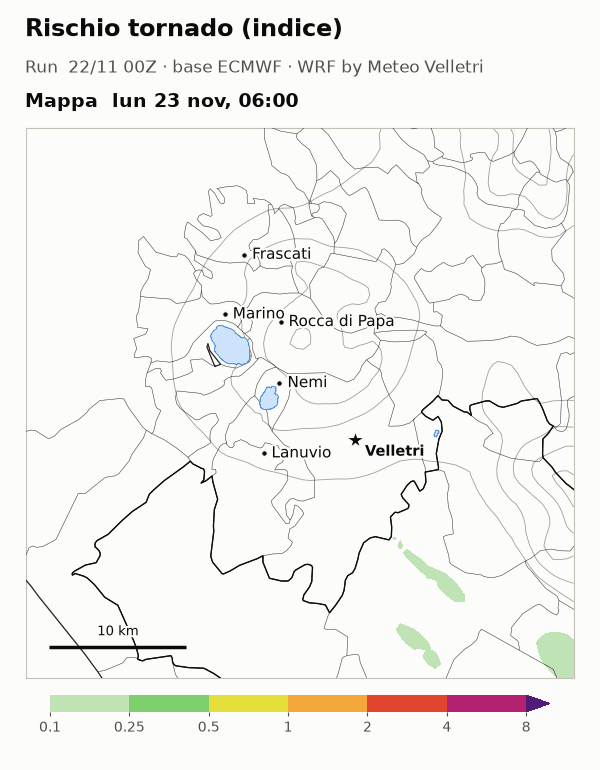 Rischio tornado (indice)
Run  22/11 00Z · base ECMWF · WRF by Meteo Velletri
Mappa  lun 23 nov, 06:00
Frascati
Marino
Rocca di Papa
Nemi
Velletri
Lanuvio
10 km
0.1 0.25 0.5 1 2 4 8